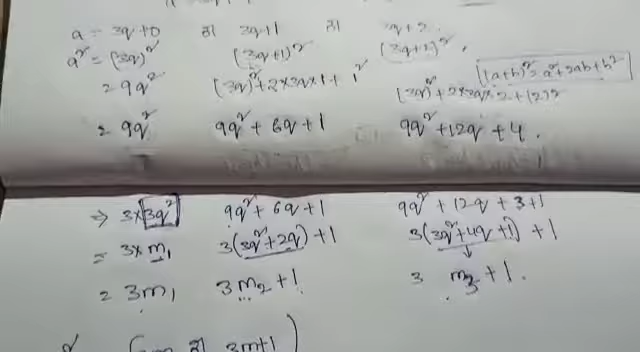 a = 3q+0 या 3q+1 या 3q+2
a² = (3q)² (3q+1)² (3q+2)²
= 9q² (3q)²+2×3q×1+1² (3q)²+2×3q×2+(2)² (a+b)²=a²+2ab+b²
= 9q² 9q²+6q+1 9q²+12q+4.
⇒ 3×3q² 9q²+6q+1 9q²+12q+3+1
= 3×m₁ 3(3q²+2q)+1 3(3q²+4q+1)+1
= 3m₁ 3m₂+1 3 m₃+1.
या 3m+1)